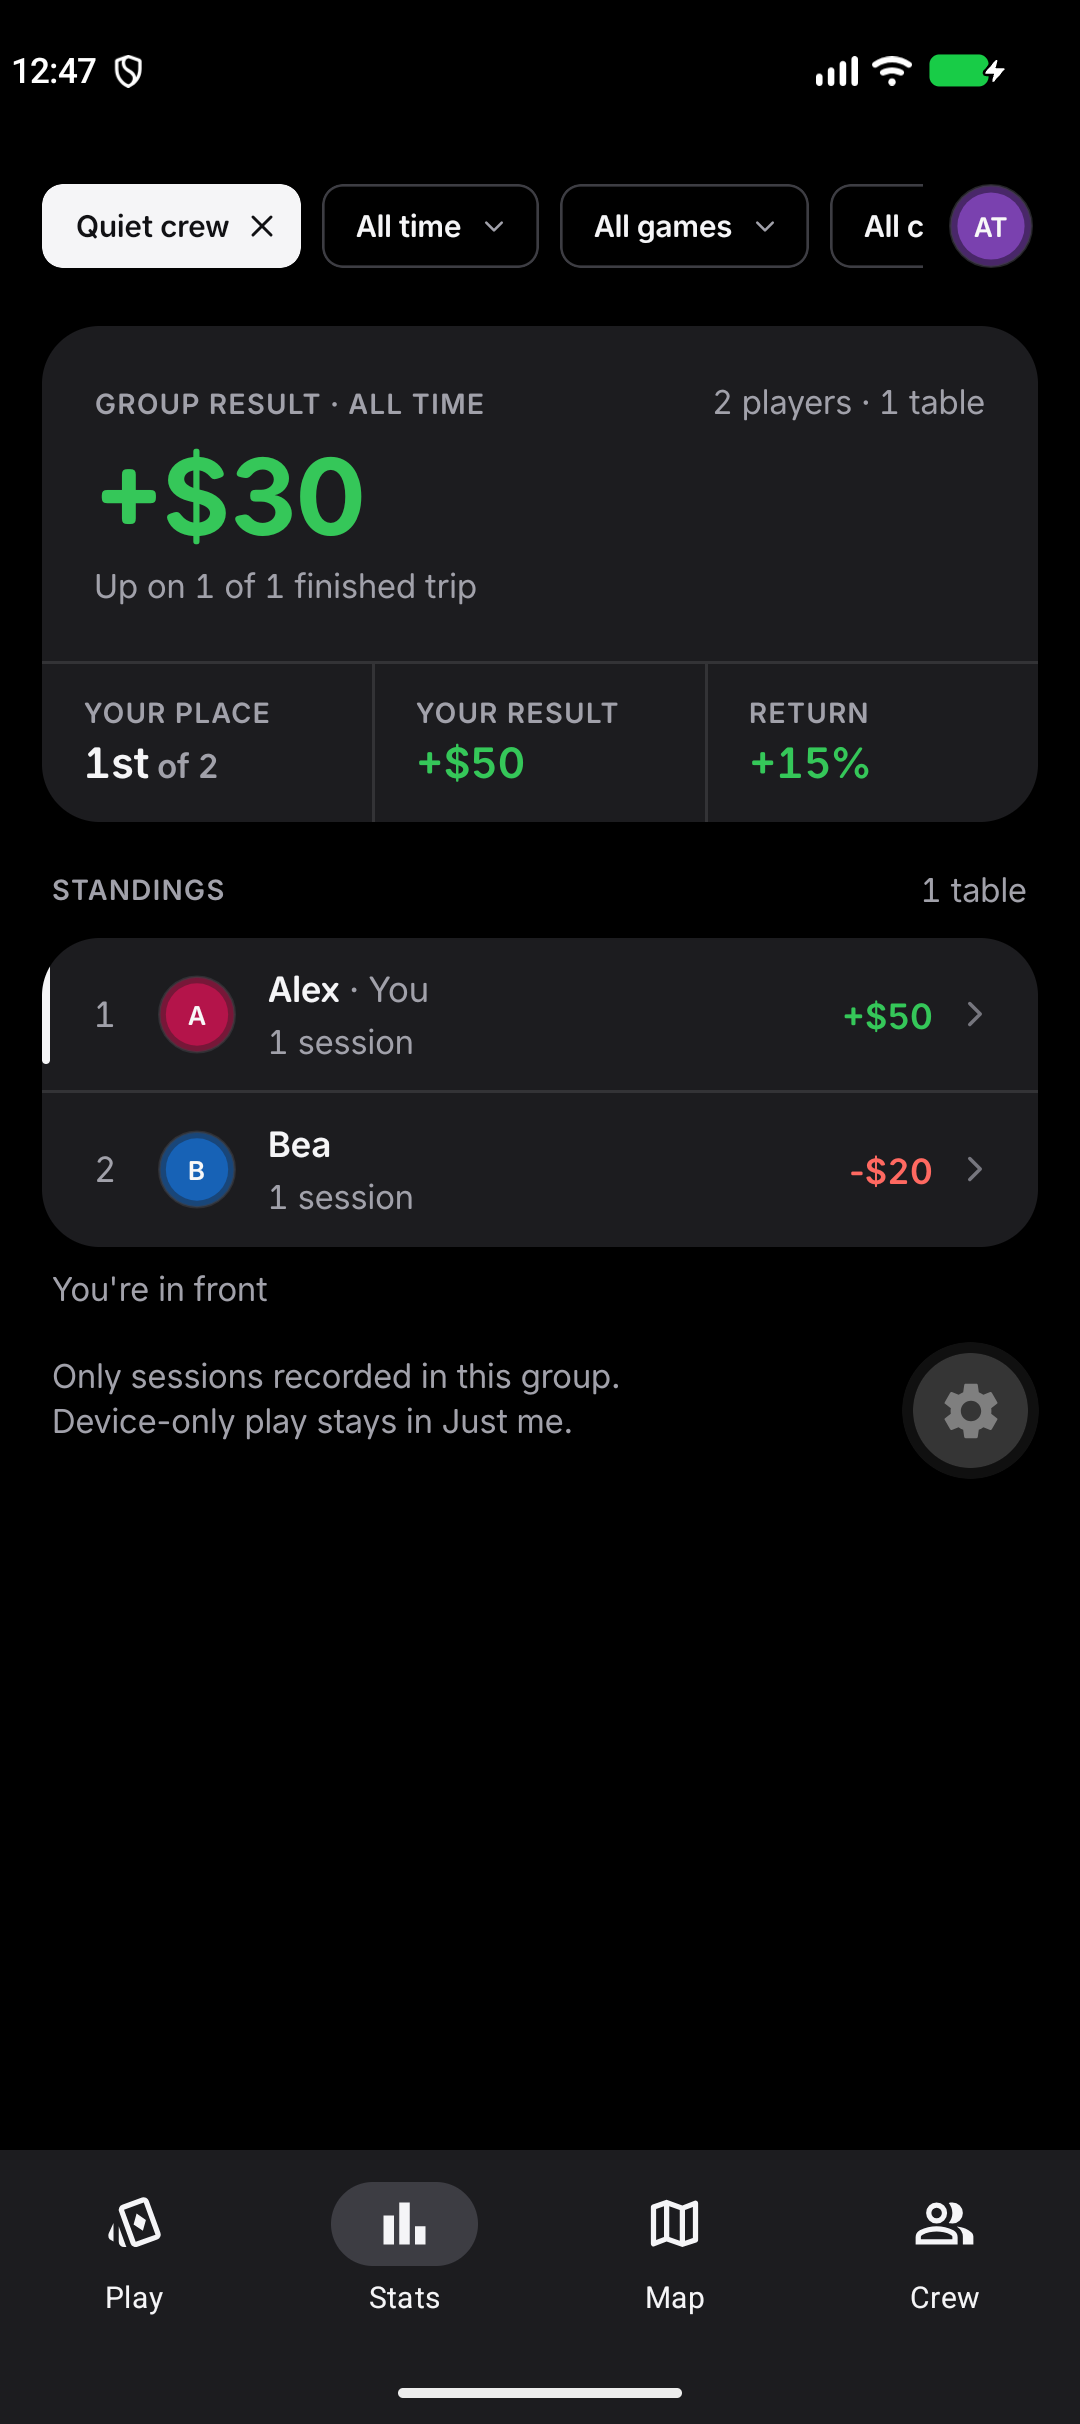 12:47
Quiet crew
All time
All games
All c
AT
GROUP RESULT · ALL TIME
2 players · 1 table
+$30
Up on 1 of 1 finished trip
YOUR PLACE
1st of 2
YOUR RESULT
+$50
RETURN
+15%
STANDINGS
1 table
1
A
Alex · You
1 session
+$50
2
B
Bea
1 session
-$20
You're in front
Only sessions recorded in this group.
Device-only play stays in Just me.
Play
Stats
Map
Crew